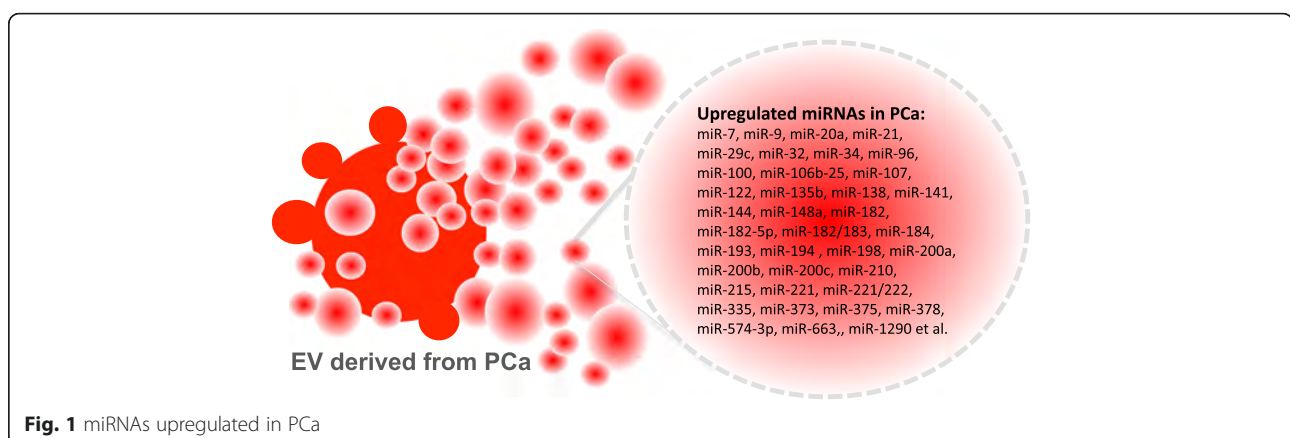 Upregulated miRNAs in PCa:
miR-7, miR-9, miR-20a, miR-21,
miR-29c, miR-32, miR-34, miR-96,
miR-100, miR-106b-25, miR-107,
miR-122, miR-135b, miR-138, miR-141,
miR-144, miR-148a, miR-182,
miR-182-5p, miR-182/183, miR-184,
miR-193, miR-194 , miR-198, miR-200a,
miR-200b, miR-200c, miR-210,
miR-215, miR-221, miR-221/222,
miR-335, miR-373, miR-375, miR-378,
miR-574-3p, miR-663,, miR-1290 et al.
EV derived from PCa
Fig. 1 miRNAs upregulated in PCa